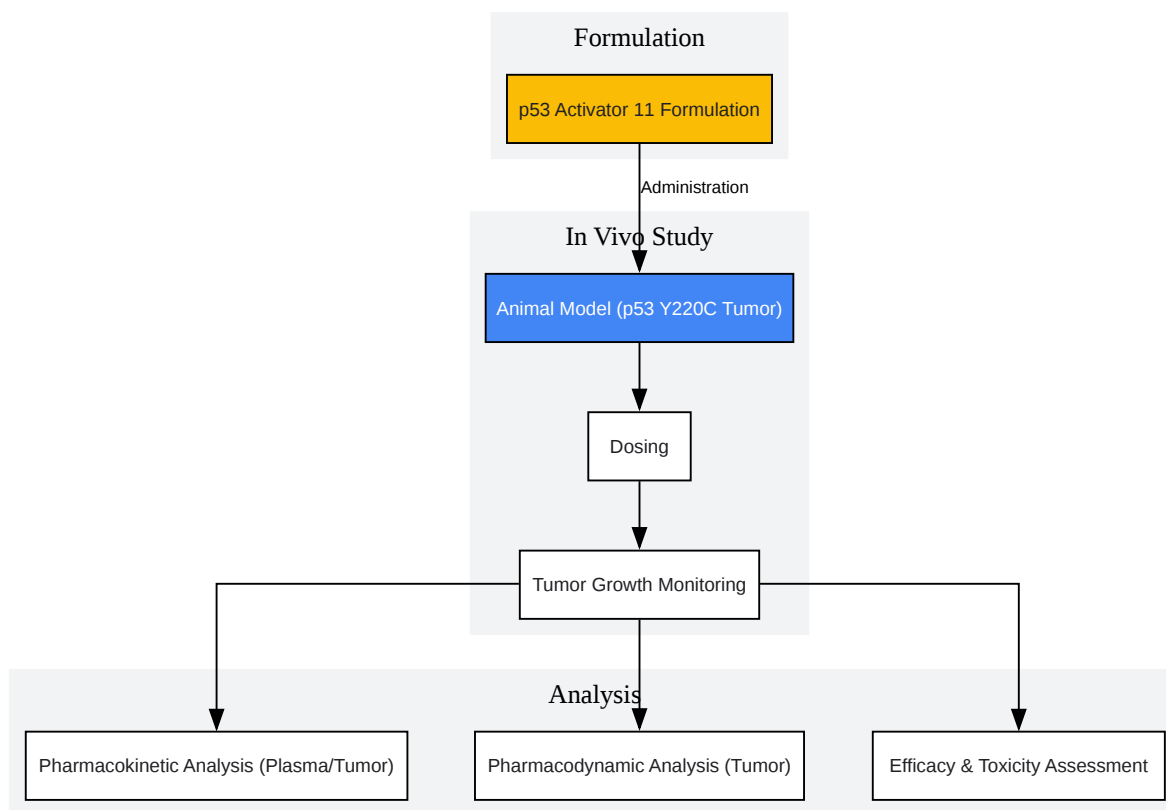 Formulation
p53 Activator 11 Formulation
Administration
In Vivo Study
Animal Model (p53 Y220C Tumor)
Dosing
Tumor Growth Monitoring
Analysis
Pharmacokinetic Analysis (Plasma/Tumor)
Pharmacodynamic Analysis (Tumor)
Efficacy & Toxicity Assessment